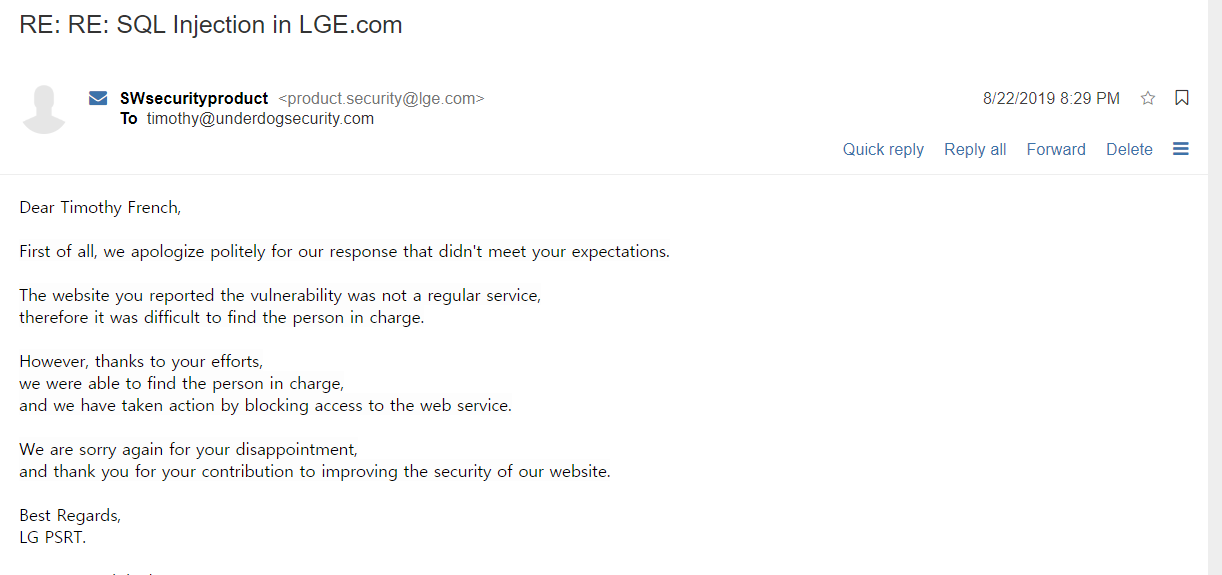 RE: RE: SQL Injection in LGE.com
SWsecurityproduct <product.security@lge.com>
8/22/2019 8:29 PM
To timothy@underdogsecurity.com
Quick reply Reply all Forward Delete
Dear Timothy French,
First of all, we apologize politely for our response that didn't meet your expectations.
The website you reported the vulnerability was not a regular service,
therefore it was difficult to find the person in charge.
However, thanks to your efforts,
we were able to find the person in charge,
and we have taken action by blocking access to the web service.
We are sorry again for your disappointment,
and thank you for your contribution to improving the security of our website.
Best Regards,
LG PSRT.